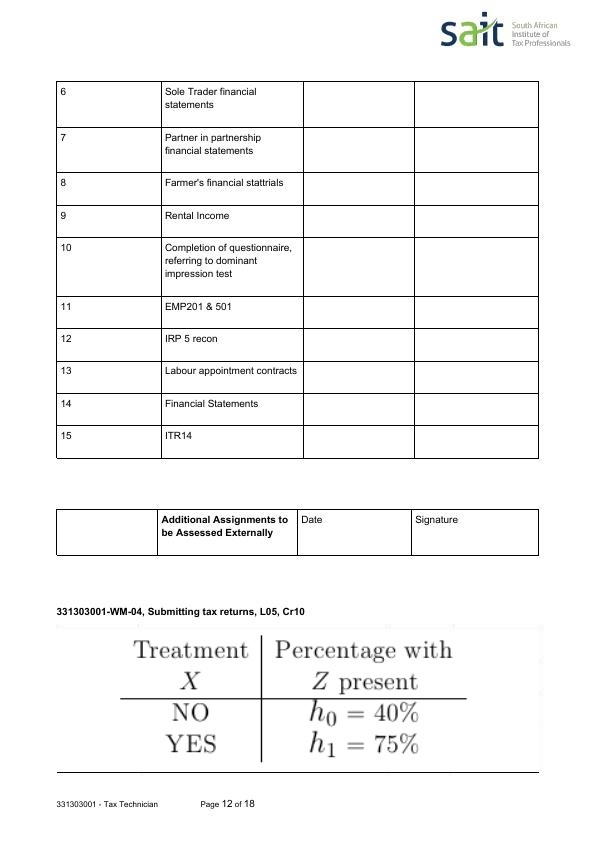 sait South African
Institute of
Tax Professionals
6 Sole Trader financial
statements
7 Partner in partnership
financial statements
8 Farmer's financial stattrials
9 Rental Income
10 Completion of questionnaire,
referring to dominant
impression test
11 EMP201 & 501
12 IRP 5 recon
13 Labour appointment contracts
14 Financial Statements
15 ITR14
Additional Assignments to Date Signature
be Assessed Externally
331303001-WM-04, Submitting tax returns, L05, Cr10
Treatment Percentage with
X Z present
NO h₀ = 40%
YES h₁ = 75%
331303001 - Tax Technician Page 12 of 18